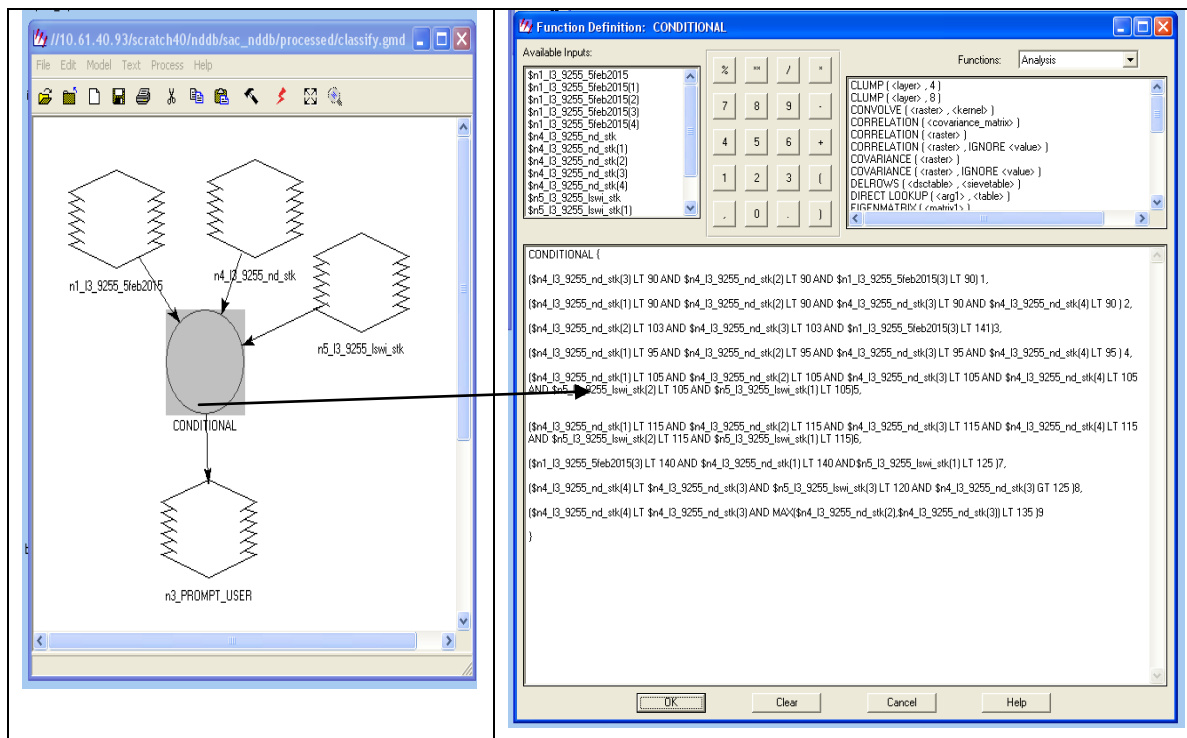 //10.61.40.93/scratch40/nddb/sac_nddb/processed/classify.gmd
File Edit Model Text Process Help
n1_l3_9255_5feb2015
n4_l3_9255_nd_stk
n5_l3_9255_lswi_stk
CONDITIONAL
n3_PROMPT_USER
Function Definition: CONDITIONAL
Available Inputs:
$n1_l3_9255_5feb2015
$n1_l3_9255_5feb2015(1)
$n1_l3_9255_5feb2015(2)
$n1_l3_9255_5feb2015(3)
$n1_l3_9255_5feb2015(4)
$n4_l3_9255_nd_stk
$n4_l3_9255_nd_stk(1)
$n4_l3_9255_nd_stk(2)
$n4_l3_9255_nd_stk(3)
$n4_l3_9255_nd_stk(4)
$n5_l3_9255_lswi_stk
$n5_l3_9255_lswi_stk(1)
% ** / *
7 8 9 -
4 5 6 +
1 2 3 (
, 0 . )
Functions: Analysis
CLUMP ( <layer> , 4 )
CLUMP ( <layer> , 8 )
CONVOLVE ( <raster> , <kernel> )
CORRELATION ( <covariance_matrix> )
CORRELATION ( <raster> )
CORRELATION ( <raster> , IGNORE <value> )
COVARIANCE ( <raster> )
COVARIANCE ( <raster> , IGNORE <value> )
DELROWS ( <dsctable> , <sievetable> )
DIRECT LOOKUP ( <arg1> , <table> )
EIGENMATRIX ( <matrix1> )
CONDITIONAL {
($n4_l3_9255_nd_stk(3) LT 90 AND $n4_l3_9255_nd_stk(2) LT 90 AND $n1_l3_9255_5feb2015(3) LT 90) 1,
($n4_l3_9255_nd_stk(1) LT 90 AND $n4_l3_9255_nd_stk(2) LT 90 AND $n4_l3_9255_nd_stk(3) LT 90 AND $n4_l3_9255_nd_stk(4) LT 90 ) 2,
($n4_l3_9255_nd_stk(2) LT 103 AND $n4_l3_9255_nd_stk(3) LT 103 AND $n1_l3_9255_5feb2015(3) LT 141)3,
($n4_l3_9255_nd_stk(1) LT 95 AND $n4_l3_9255_nd_stk(2) LT 95 AND $n4_l3_9255_nd_stk(3) LT 95 AND $n4_l3_9255_nd_stk(4) LT 95 ) 4,
($n4_l3_9255_nd_stk(1) LT 105 AND $n4_l3_9255_nd_stk(2) LT 105 AND $n4_l3_9255_nd_stk(3) LT 105 AND $n4_l3_9255_nd_stk(4) LT 105
AND $n5_l3_9255_lswi_stk(2) LT 105 AND $n5_l3_9255_lswi_stk(1) LT 105)5,
($n4_l3_9255_nd_stk(1) LT 115 AND $n4_l3_9255_nd_stk(2) LT 115 AND $n4_l3_9255_nd_stk(3) LT 115 AND $n4_l3_9255_nd_stk(4) LT 115
AND $n5_l3_9255_lswi_stk(2) LT 115 AND $n5_l3_9255_lswi_stk(1) LT 115)6,
($n1_l3_9255_5feb2015(3) LT 140 AND $n4_l3_9255_nd_stk(1) LT 140 AND$n5_l3_9255_lswi_stk(1) LT 125 )7,
($n4_l3_9255_nd_stk(4) LT $n4_l3_9255_nd_stk(3) AND $n5_l3_9255_lswi_stk(3) LT 120 AND $n4_l3_9255_nd_stk(3) GT 125 )8,
($n4_l3_9255_nd_stk(4) LT $n4_l3_9255_nd_stk(3) AND MAX($n4_l3_9255_nd_stk(2),$n4_l3_9255_nd_stk(3)) LT 135 )9
}
OK Clear Cancel Help